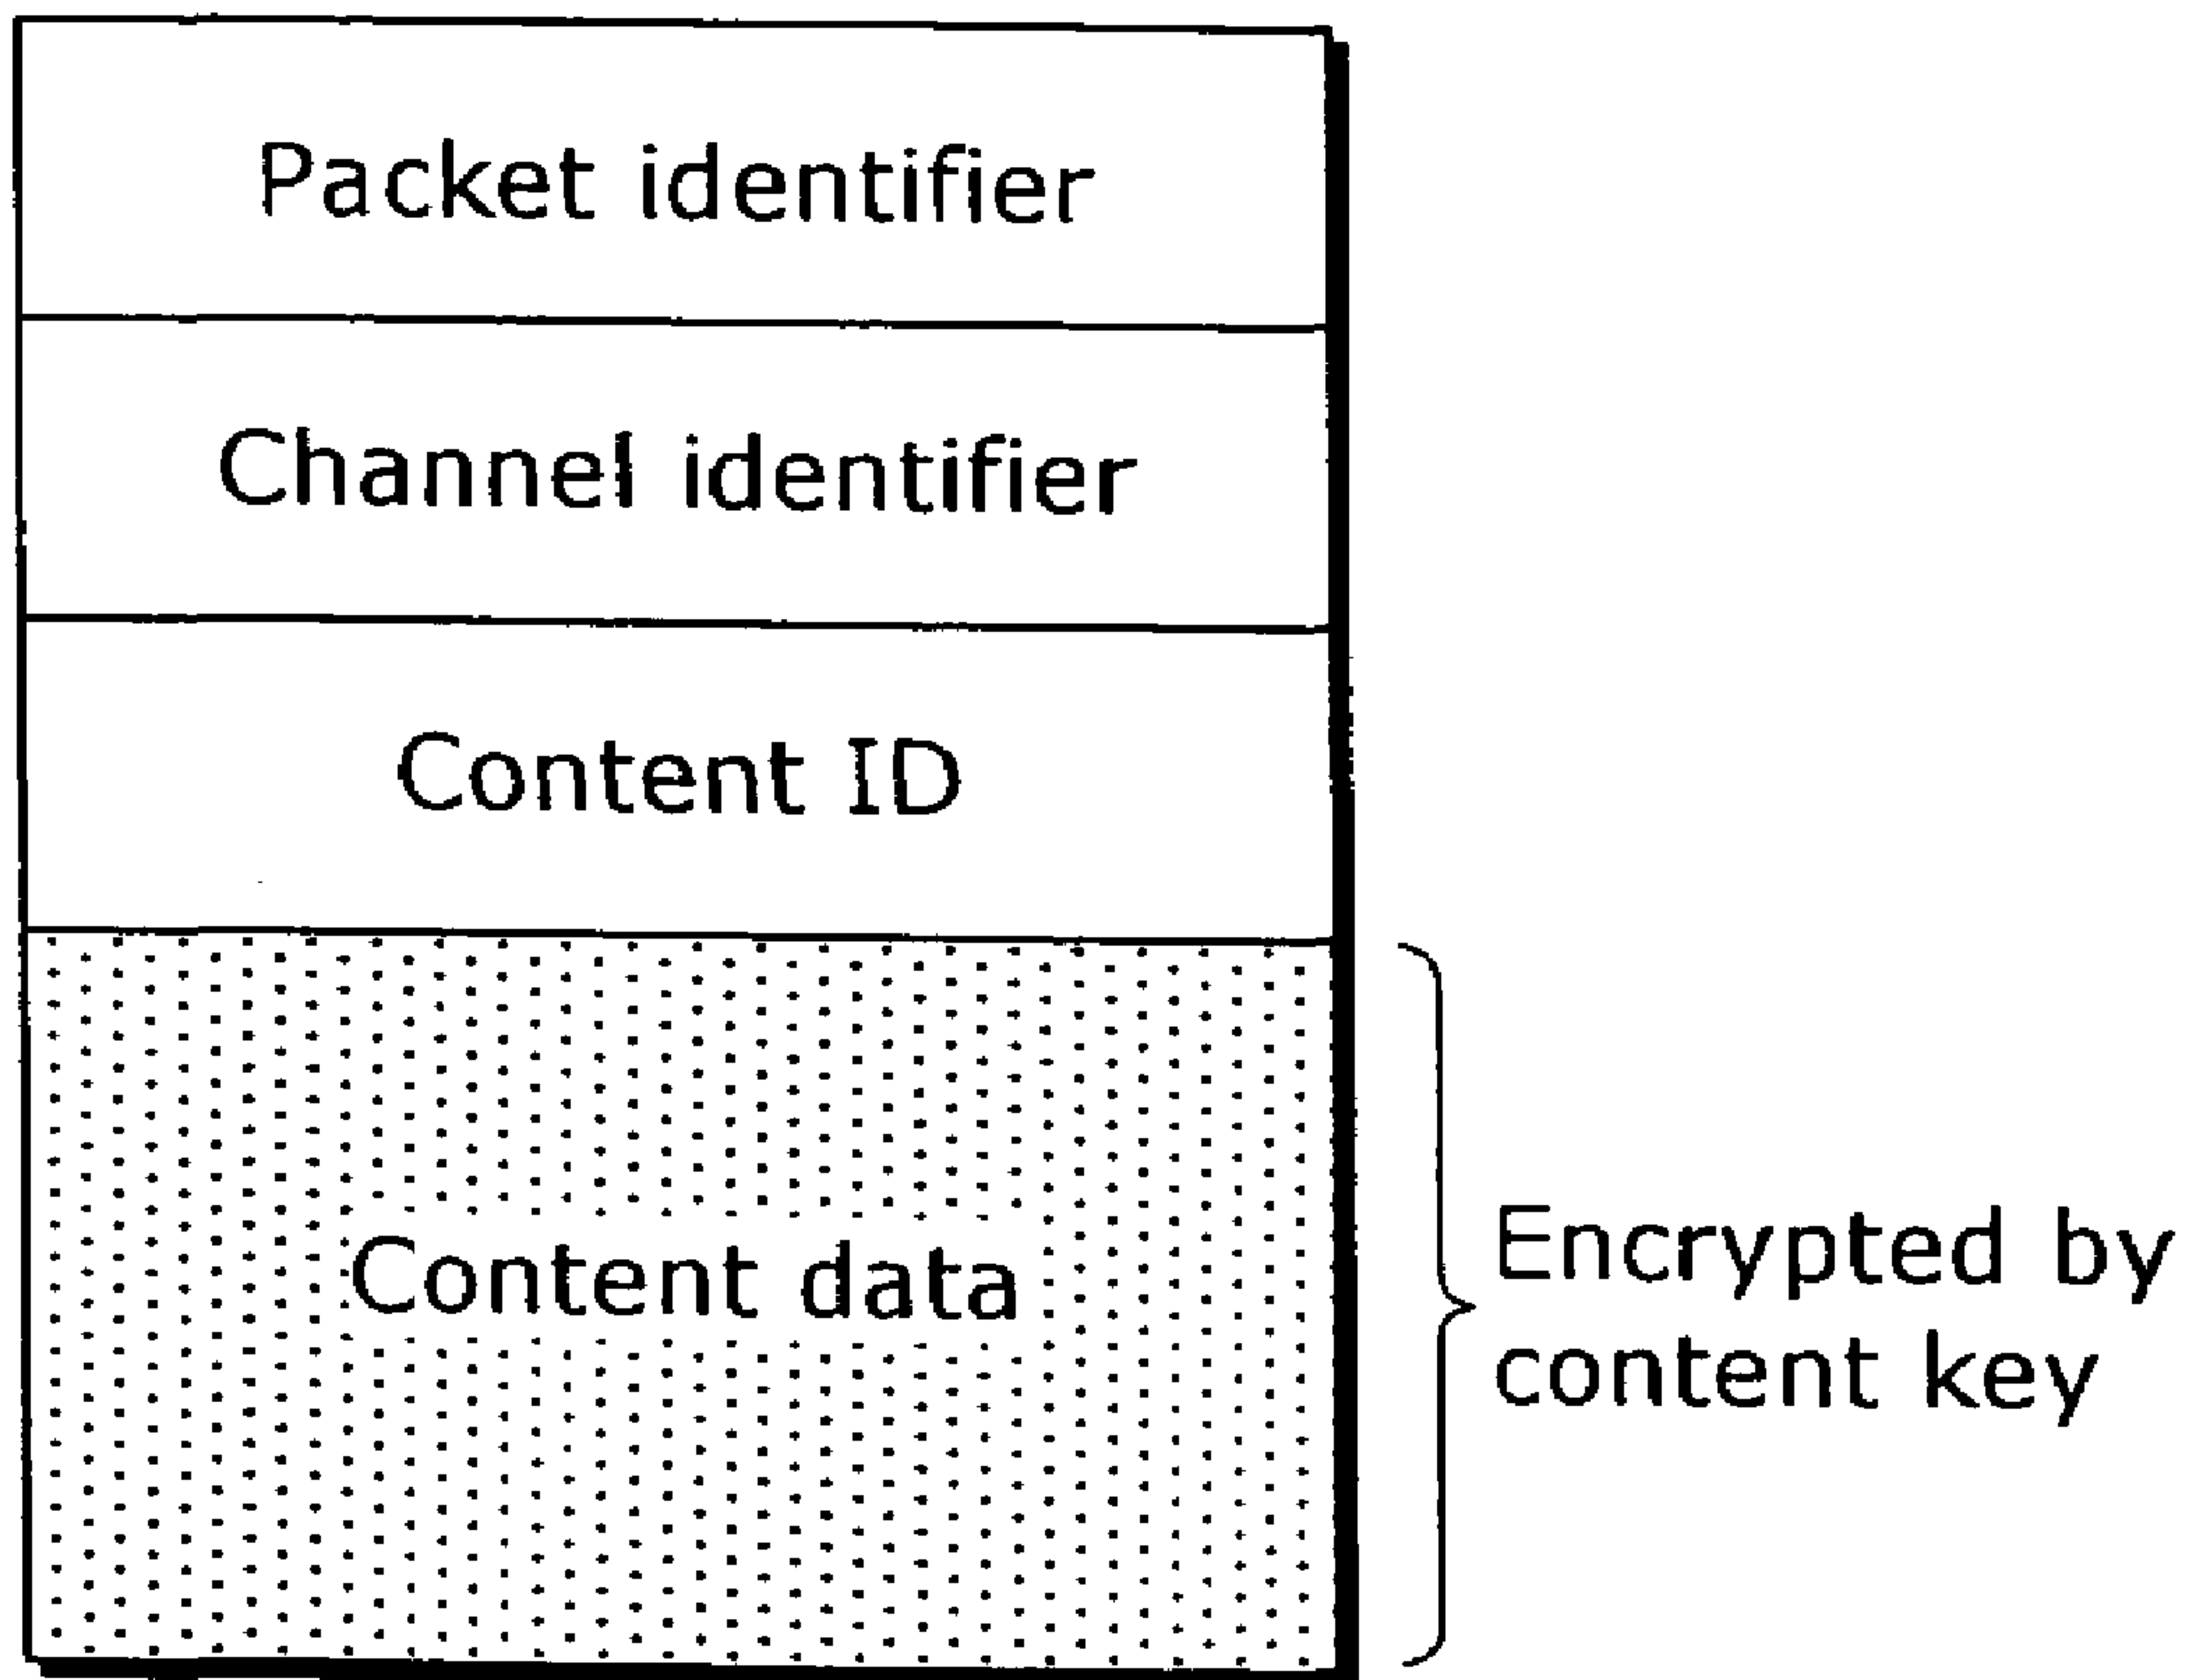 Packet identifier
Channel identifier
Content ID
Content data
Encrypted by
content key